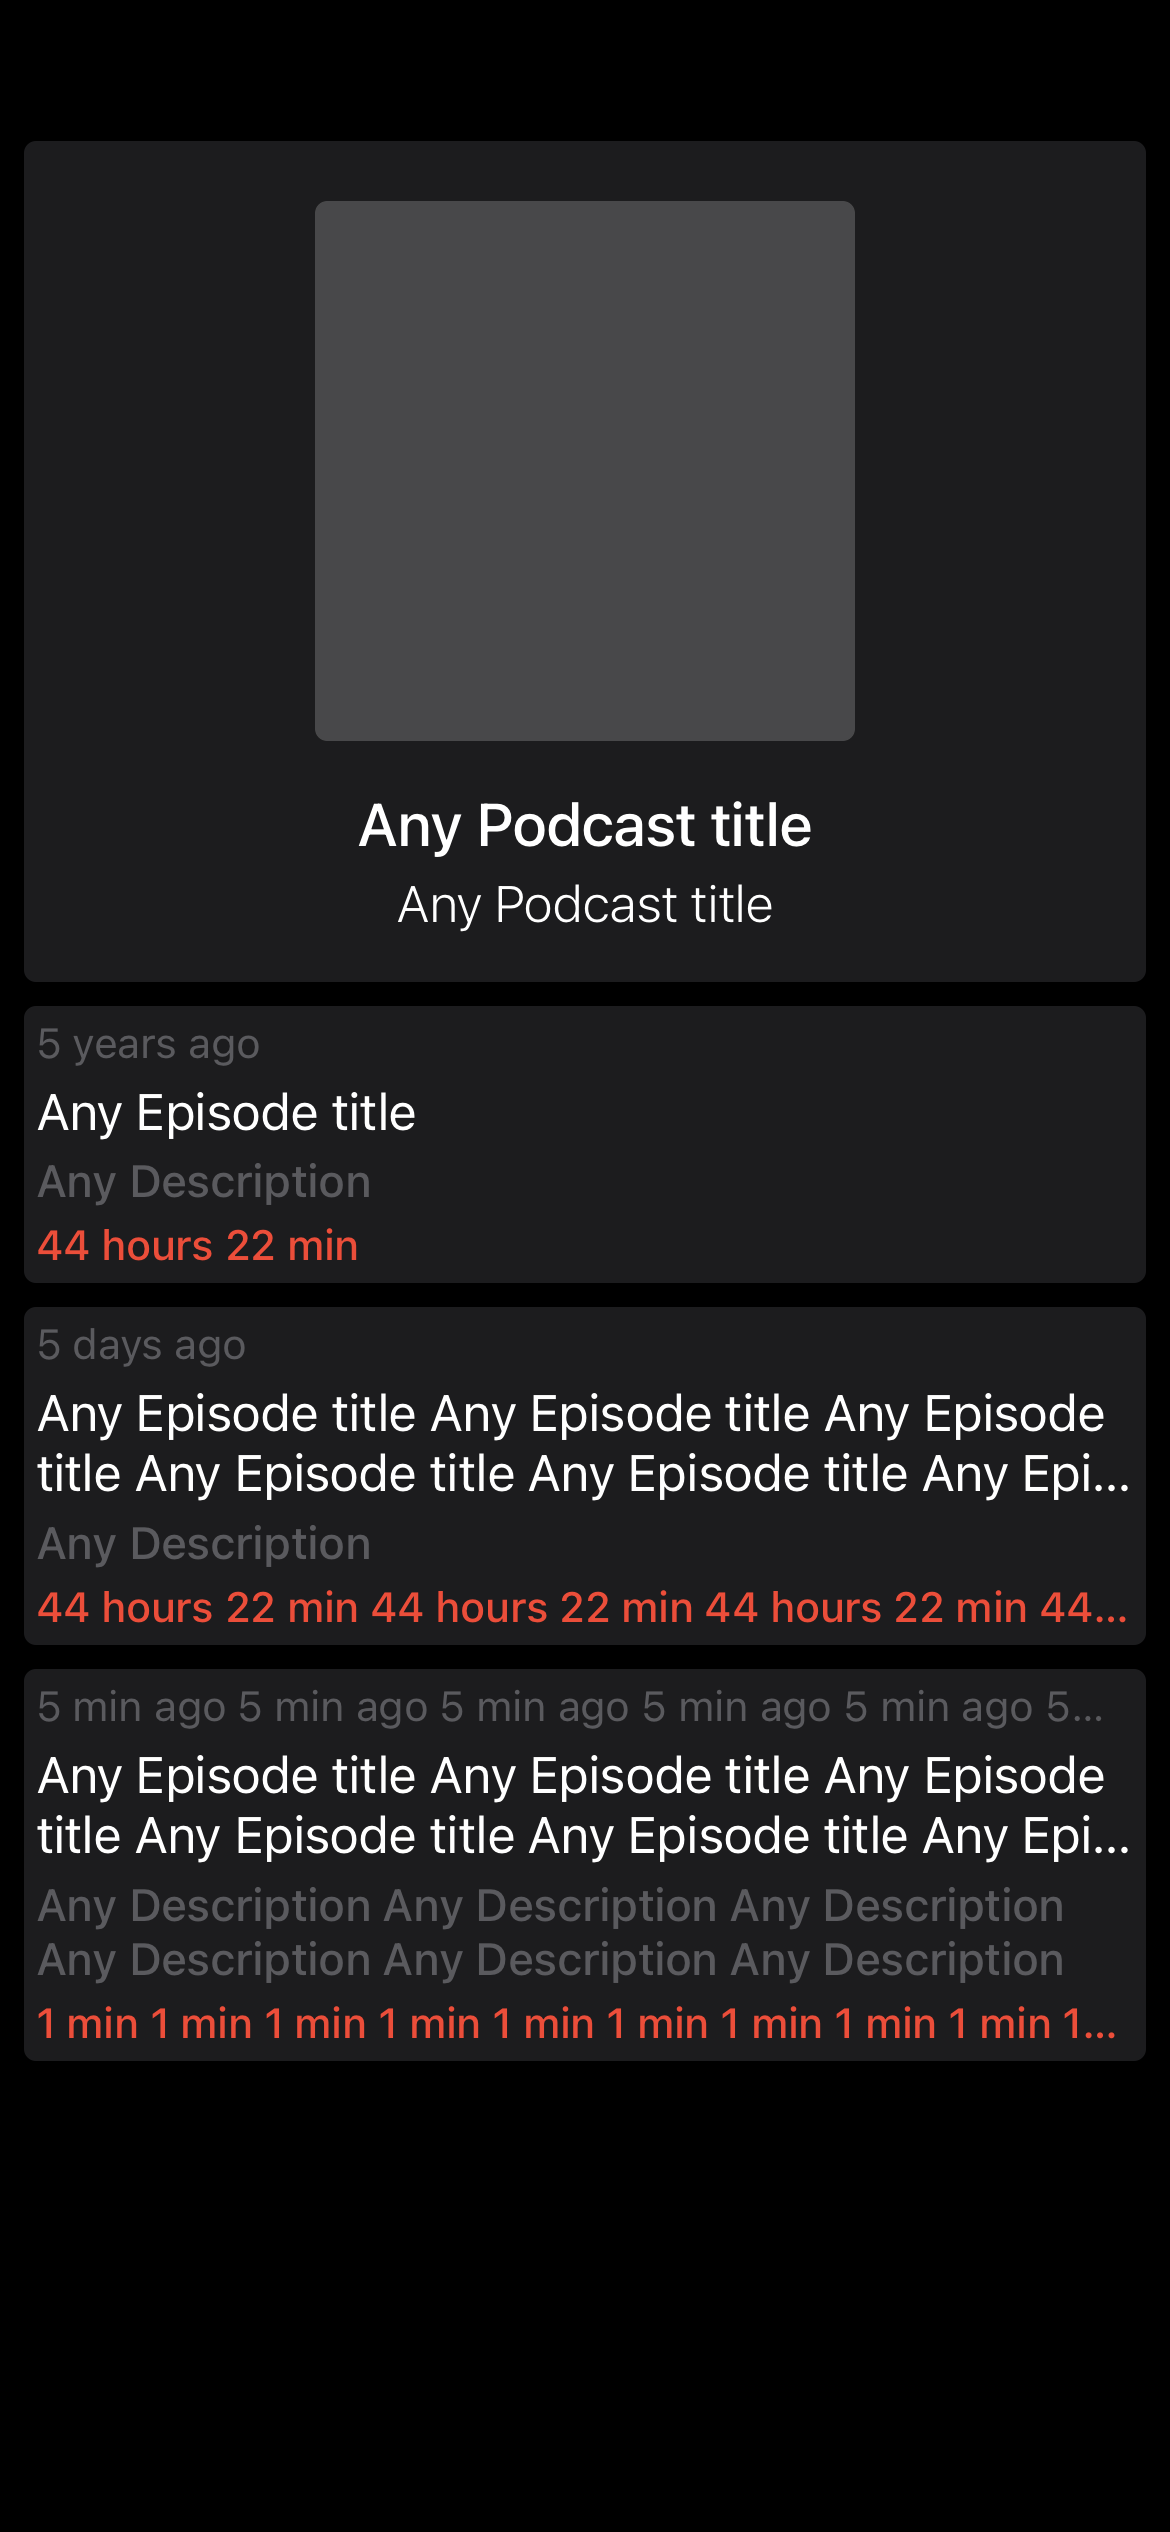 Any Podcast title
Any Podcast title
5 years ago
Any Episode title
Any Description
44 hours 22 min
5 days ago
Any Episode title Any Episode title Any Episode
title Any Episode title Any Episode title Any Epi...
Any Description
44 hours 22 min 44 hours 22 min 44 hours 22 min 44...
5 min ago 5 min ago 5 min ago 5 min ago 5 min ago 5...
Any Episode title Any Episode title Any Episode
title Any Episode title Any Episode title Any Epi...
Any Description Any Description Any Description
Any Description Any Description Any Description
1 min 1 min 1 min 1 min 1 min 1 min 1 min 1 min 1 min 1...